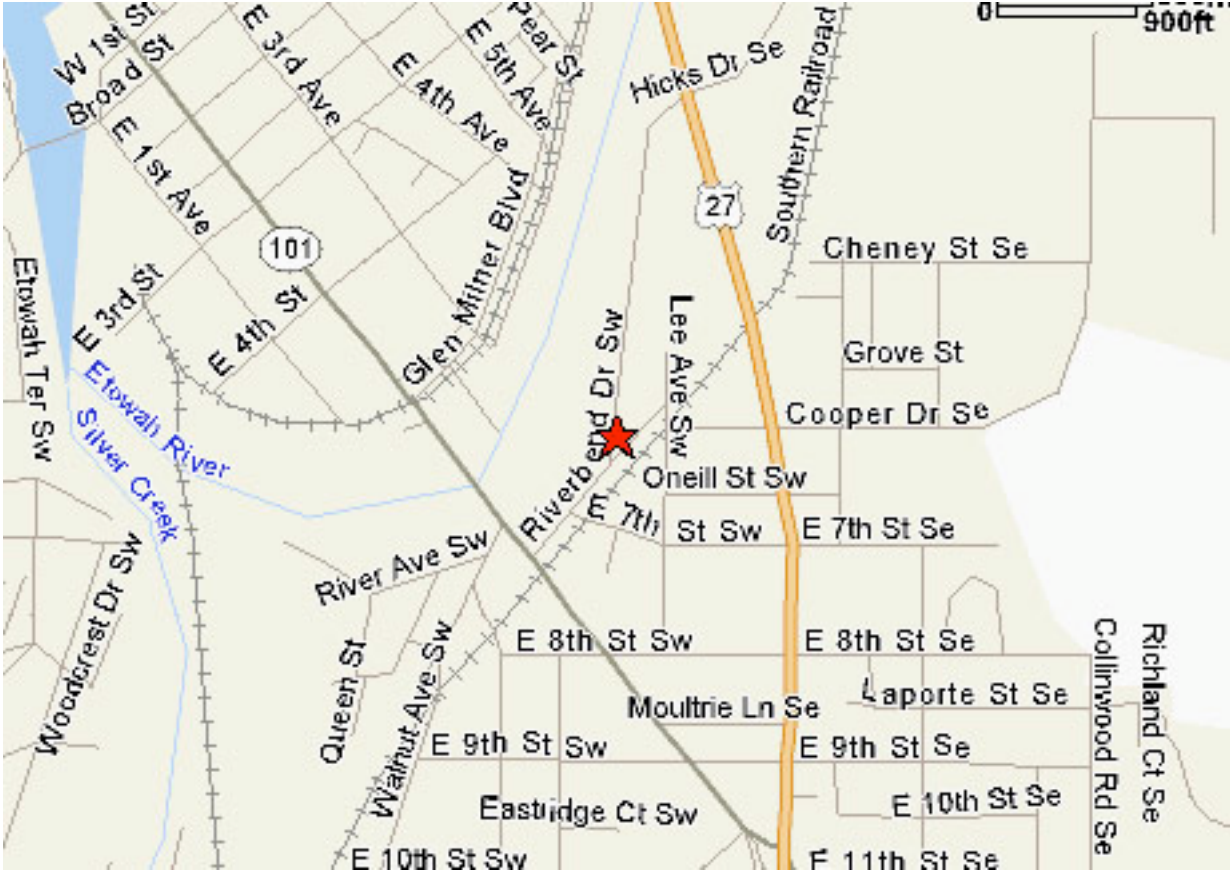 0
900ft
W 1st St
Broad St
E 3rd Ave
E 4th Ave
E 5th Ave
Pear St
Hicks Dr Se
Southern Railroad
E 1st Ave
27
101
Glen Milner Blvd
Cheney St Se
Etowah Ter Sw
E 3rd St
E 4th St
Riverbend Dr Sw
Lee Ave Sw
Grove St
Etowah River
Silver Creek
Cooper Dr Se
Oneill St Sw
E 7th St Sw
E 7th St Se
River Ave Sw
Woodcrest Dr Sw
Queen St
Walnut Ave Sw
E 8th St Sw
E 8th St Se
Collinwood Rd Se
Richland Ct Se
Laporte St Se
Moultrie Ln Se
E 9th St Sw
E 9th St Se
Eastridge Ct Sw
E 10th St Se
E 10th St Sw
E 11th St Se